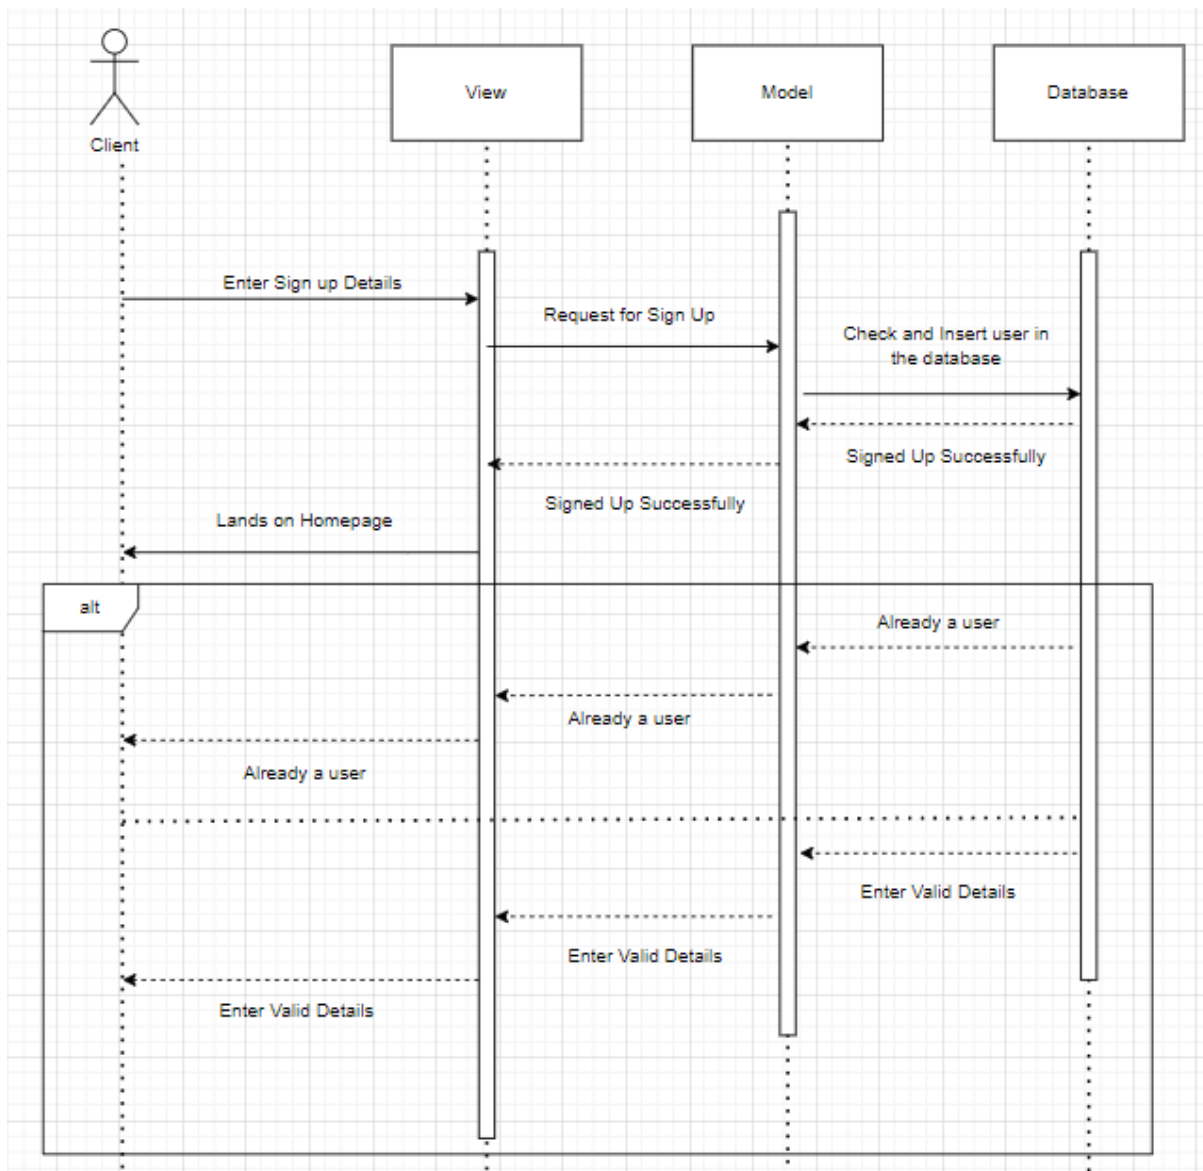 Client
View
Model
Database
Enter Sign up Details
Request for Sign Up
Check and Insert user in
the database
Signed Up Successfully
Signed Up Successfully
Lands on Homepage
alt
Already a user
Already a user
Already a user
Enter Valid Details
Enter Valid Details
Enter Valid Details